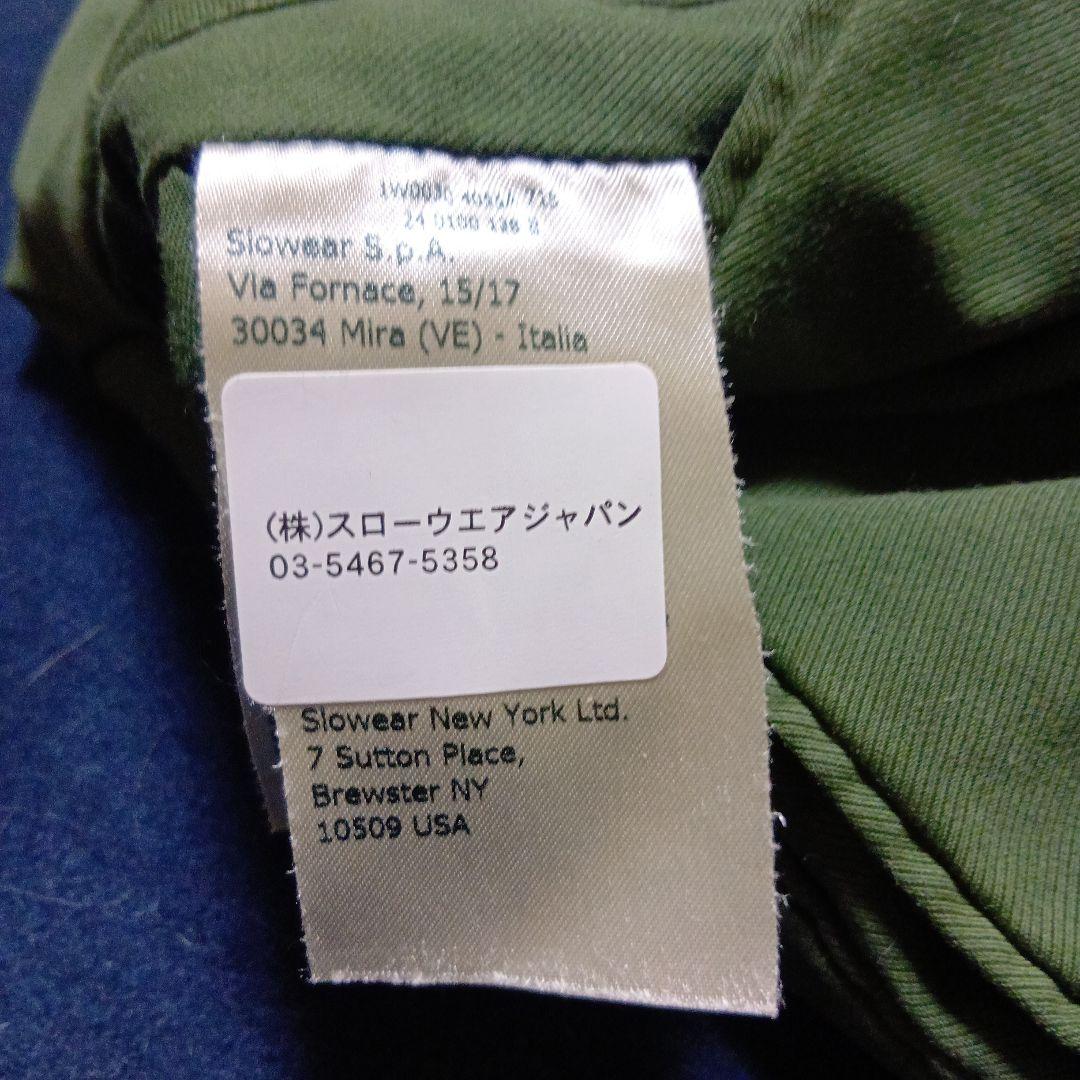 Slowear S.p.A.
Via Fornace, 15/17
30034 Mira (VE) - Italia
(株)スローウエアジャパン
03-5467-5358
Slowear New York Ltd.
7 Sutton Place,
Brewster NY
10509 USA